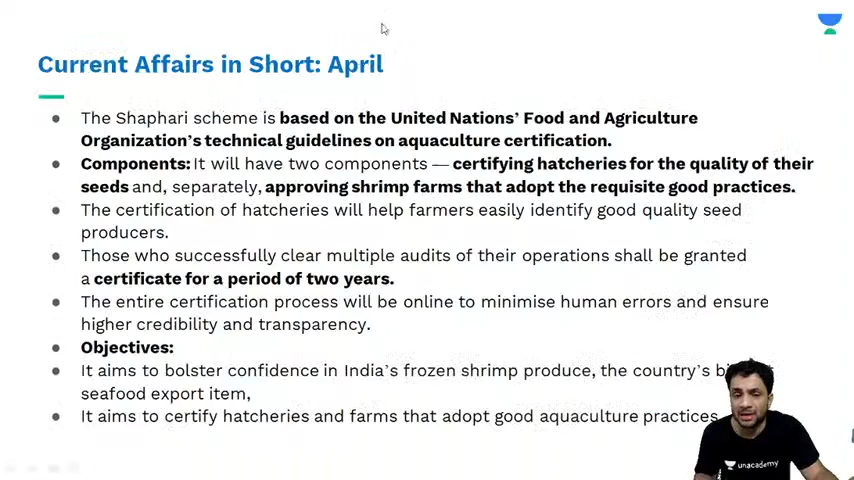 Current Affairs in Short: April
● The Shaphari scheme is based on the United Nations’ Food and Agriculture
Organization’s technical guidelines on aquaculture certification.
● Components: It will have two components — certifying hatcheries for the quality of their
seeds and, separately, approving shrimp farms that adopt the requisite good practices.
● The certification of hatcheries will help farmers easily identify good quality seed
producers.
● Those who successfully clear multiple audits of their operations shall be granted
a certificate for a period of two years.
● The entire certification process will be online to minimise human errors and ensure
higher credibility and transparency.
● Objectives:
● It aims to bolster confidence in India’s frozen shrimp produce, the country’s
seafood export item,
● It aims to certify hatcheries and farms that adopt good aquaculture practices
unacademy